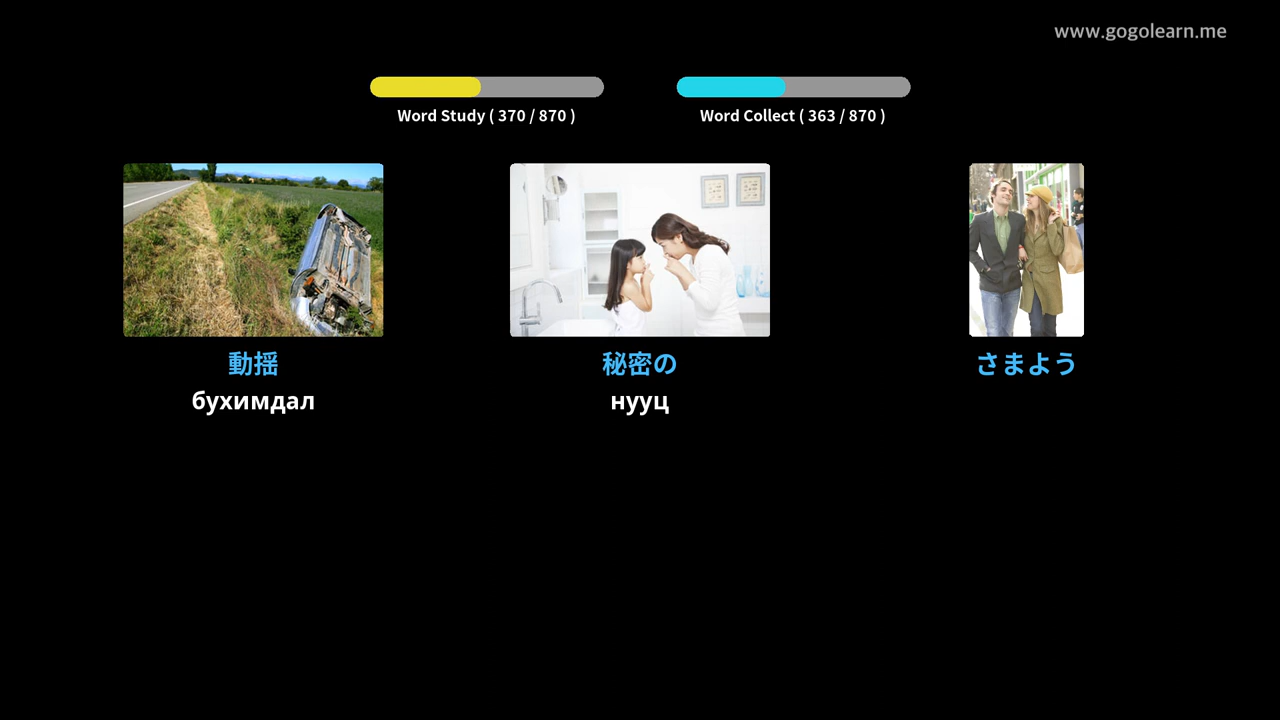 www.gogolearn.me
Word Study ( 370 / 870 )
Word Collect ( 363 / 870 )
動揺
бухимдал
秘密の
нууц
さまよう